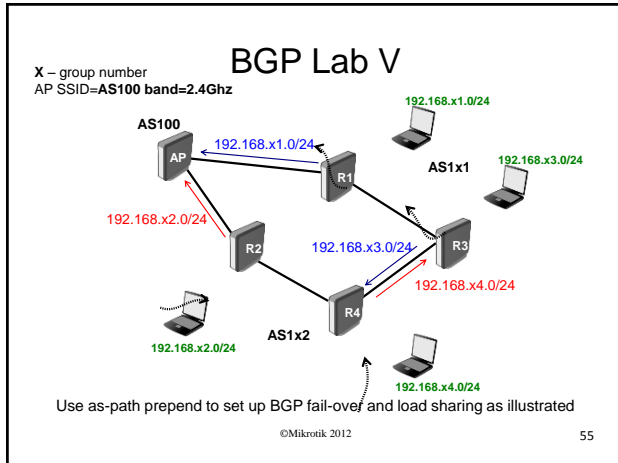 BGP Lab V
X – group number
AP SSID=AS100 band=2.4Ghz
192.168.x1.0/24
AS100
192.168.x1.0/24
AP
AS1x1
192.168.x3.0/24
R1
192.168.x2.0/24
R2
192.168.x3.0/24
R3
192.168.x4.0/24
R4
AS1x2
192.168.x2.0/24
192.168.x4.0/24
Use as-path prepend to set up BGP fail-over and load sharing as illustrated
©Mikrotik 2012
55